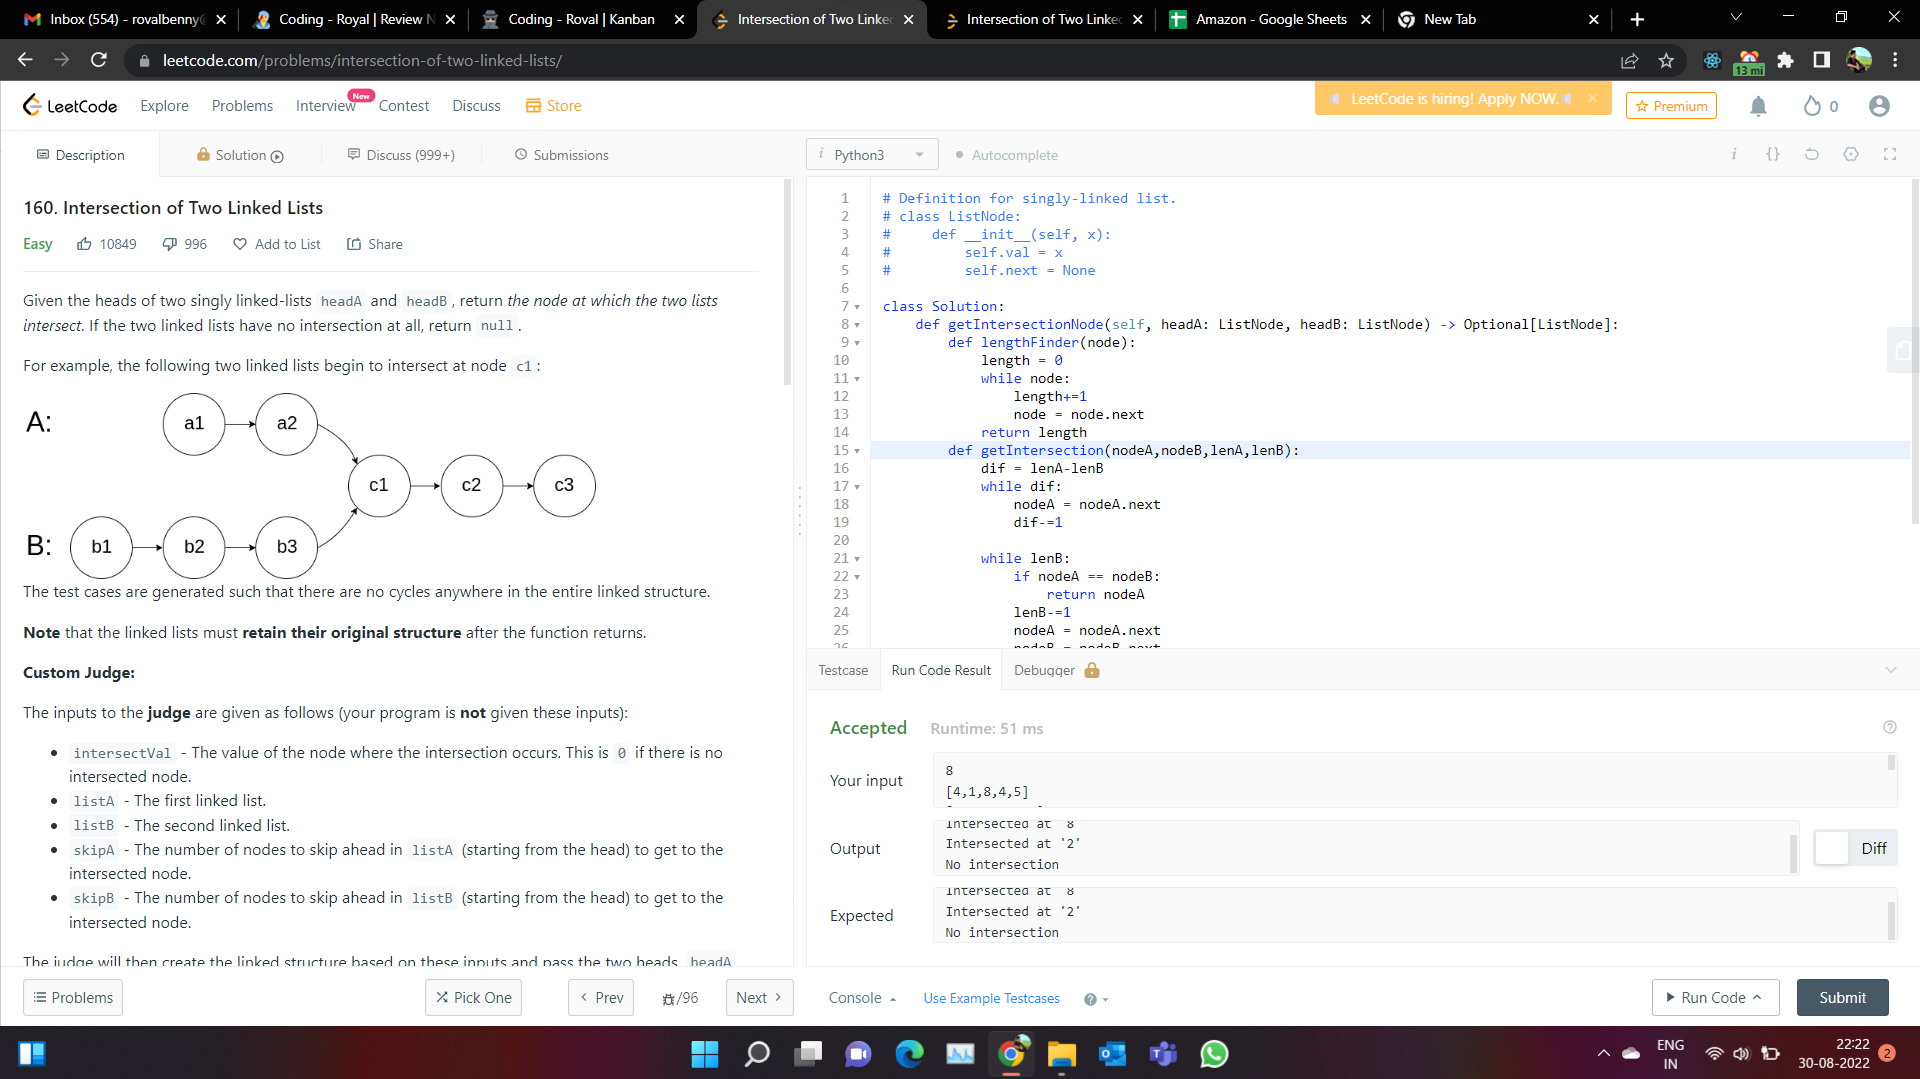 Inbox (554) - rovalbenny
Coding - Royal | Review N
Coding - Roval | Kanban
Intersection of Two Linke
Intersection of Two Linke
Amazon - Google Sheets
New Tab
leetcode.com/problems/intersection-of-two-linked-lists/
13 mi
LeetCode
Explore
Problems
Interview
New
Contest
Discuss
Store
LeetCode is hiring! Apply NOW.
Premium
0
Description
Solution
Discuss (999+)
Submissions
i Python3
Autocomplete
i {}
160. Intersection of Two Linked Lists
Easy 10849 996 Add to List Share
Given the heads of two singly linked-lists headA and headB, return the node at which the two lists
intersect. If the two linked lists have no intersection at all, return null.
For example, the following two linked lists begin to intersect at node c1:
A: a1 a2
c1 c2 c3
B: b1 b2 b3
The test cases are generated such that there are no cycles anywhere in the entire linked structure.
Note that the linked lists must retain their original structure after the function returns.
Custom Judge:
The inputs to the judge are given as follows (your program is not given these inputs):
• intersectVal - The value of the node where the intersection occurs. This is 0 if there is no
intersected node.
• listA - The first linked list.
• listB - The second linked list.
• skipA - The number of nodes to skip ahead in listA (starting from the head) to get to the
intersected node.
• skipB - The number of nodes to skip ahead in listB (starting from the head) to get to the
intersected node.
The judge will then create the linked structure based on these inputs and pass the two heads, headA
1 # Definition for singly-linked list.
2 # class ListNode:
3 #     def __init__(self, x):
4 #         self.val = x
5 #         self.next = None
6
7 class Solution:
8     def getIntersectionNode(self, headA: ListNode, headB: ListNode) -> Optional[ListNode]:
9         def lengthFinder(node):
10             length = 0
11             while node:
12                 length+=1
13                 node = node.next
14             return length
15         def getIntersection(nodeA,nodeB,lenA,lenB):
16             dif = lenA-lenB
17             while dif:
18                 nodeA = nodeA.next
19                 dif-=1
20
21             while lenB:
22                 if nodeA == nodeB:
23                     return nodeA
24                 lenB-=1
25                 nodeA = nodeA.next
26                 nodeB = nodeB.next
Testcase
Run Code Result
Debugger
Accepted Runtime: 51 ms
Your input
8
[4,1,8,4,5]
Output
Intersected at '8'
Intersected at '2'
No intersection
Diff
Expected
Intersected at '8'
Intersected at '2'
No intersection
Problems
Pick One
Prev
/96
Next
Console
Use Example Testcases
Run Code
Submit
ENG
IN
22:22
30-08-2022
2